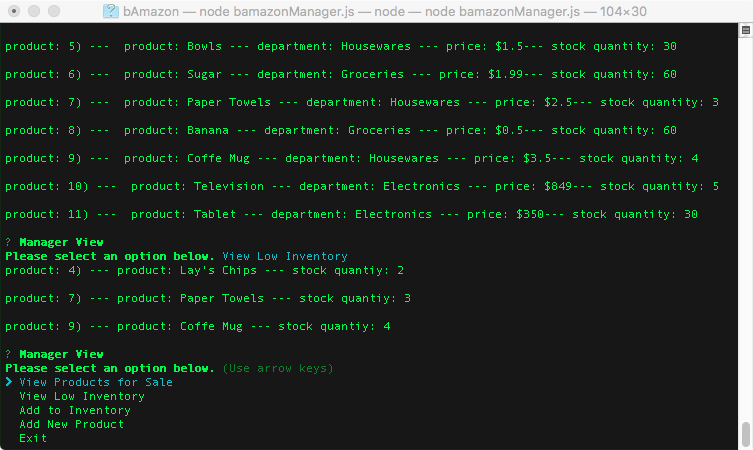 bAmazon — node bamazonManager.js — node — node bamazonManager.js — 104×30
product: 5) --- product: Bowls --- department: Housewares --- price: $1.5--- stock quantity: 30
product: 6) --- product: Sugar --- department: Groceries --- price: $1.99--- stock quantity: 60
product: 7) --- product: Paper Towels --- department: Housewares --- price: $2.5--- stock quantity: 3
product: 8) --- product: Banana --- department: Groceries --- price: $0.5--- stock quantity: 60
product: 9) --- product: Coffe Mug --- department: Housewares --- price: $3.5--- stock quantity: 4
product: 10) --- product: Television --- department: Electronics --- price: $849--- stock quantity: 5
product: 11) --- product: Tablet --- department: Electronics --- price: $350--- stock quantity: 30
? Manager View
Please select an option below. View Low Inventory
product: 4) --- product: Lay's Chips --- stock quantiy: 2
product: 7) --- product: Paper Towels --- stock quantiy: 3
product: 9) --- product: Coffe Mug --- stock quantiy: 4
? Manager View
Please select an option below. (Use arrow keys)
❯ View Products for Sale
View Low Inventory
Add to Inventory
Add New Product
Exit